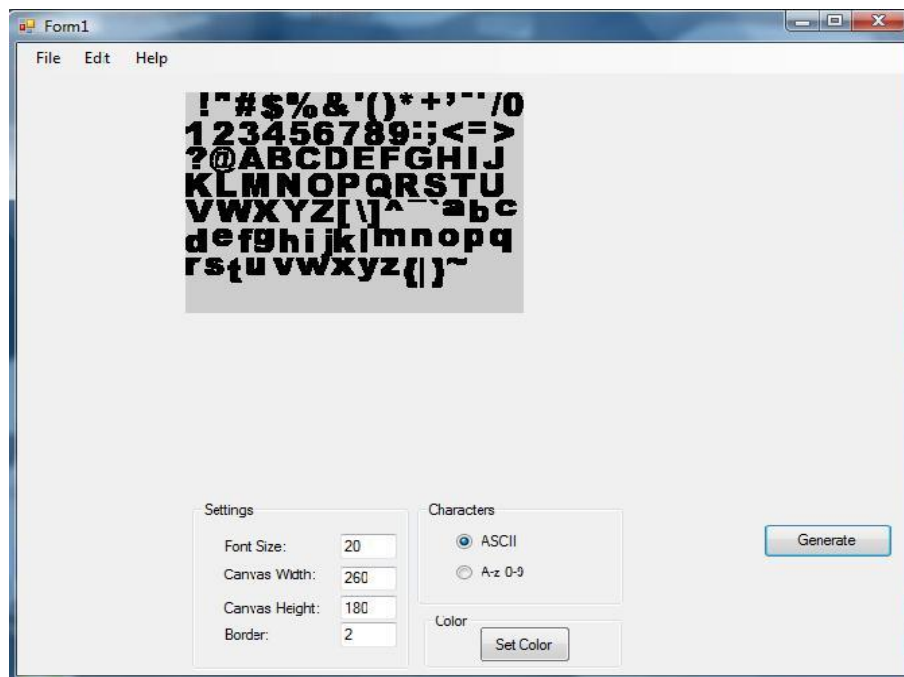 Form1
File Edit Help
!"#$%&'()*+,-./0
123456789:;<=>
?@ABCDEFGHIJ
KLMNOPQRSTU
VWXYZ[\]^_`abc
defghijklmnopq
rstuvwxyz{|}~
Settings
Font Size: 20
Canvas Width: 260
Canvas Height: 180
Border: 2
Characters
ASCII
A-z 0-9
Color
Set Color
Generate